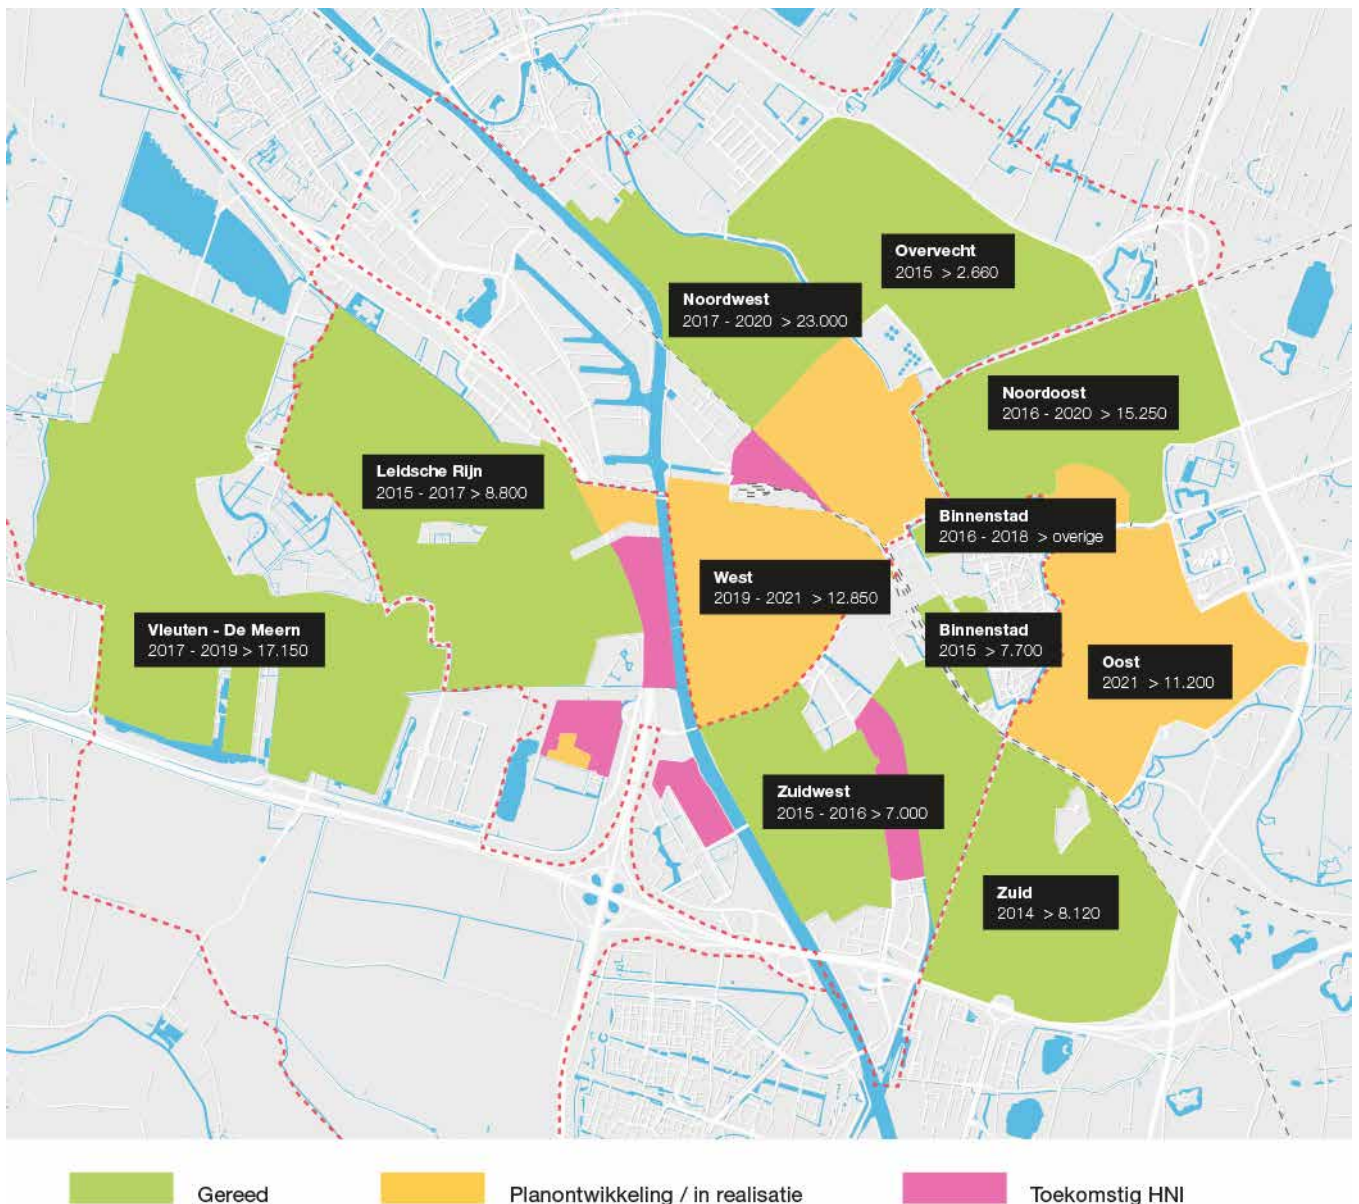 Overvecht
2015 > 2.660
Noordwest
2017 - 2020 > 23.000
Noordoost
2016 - 2020 > 15.250
Leidsche Rijn
2015 - 2017 > 8.800
Binnenstad
2016 - 2018 > overige
West
2019 - 2021 > 12.850
Vleuten - De Meern
2017 - 2019 > 17.150
Binnenstad
2015 > 7.700
Oost
2021 > 11.200
Zuidwest
2015 - 2016 > 7.000
Zuid
2014 > 8.120
Gereed
Planontwikkeling / in realisatie
Toekomstig HNI